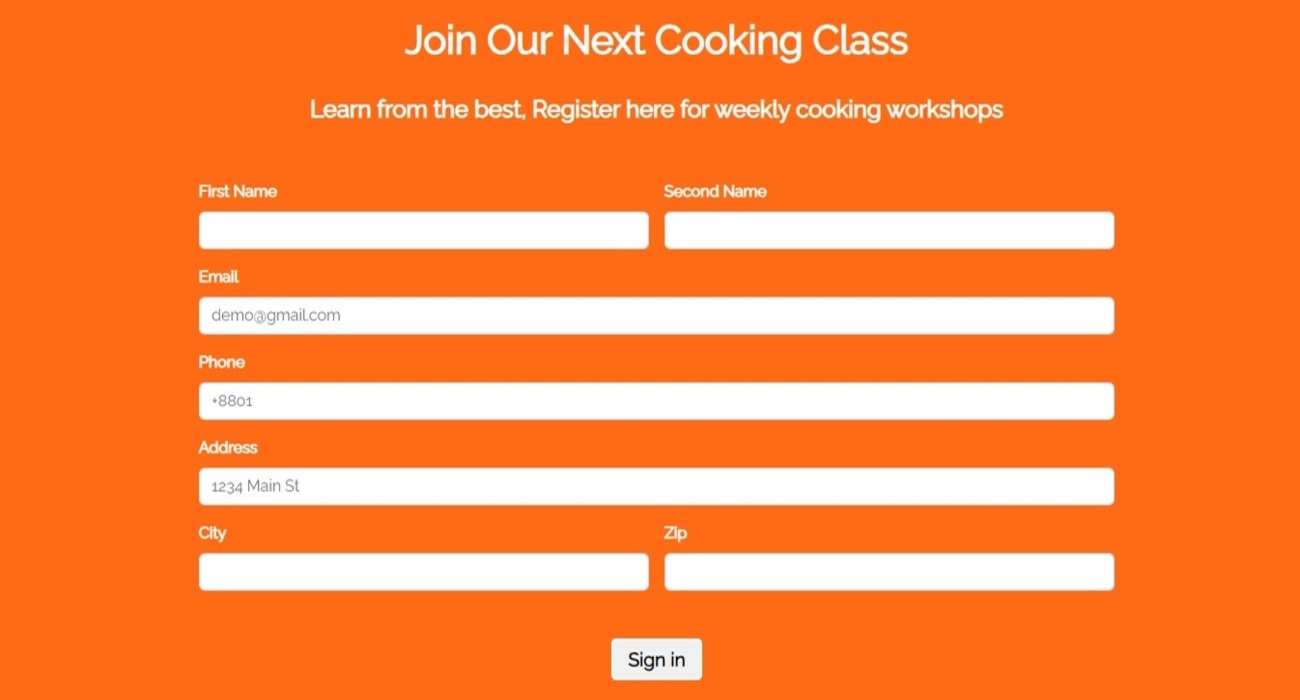 Join Our Next Cooking Class
Learn from the best, Register here for weekly cooking workshops
First Name Second Name
Email
demo@gmail.com
Phone
+8801
Address
1234 Main St
City Zip
Sign in